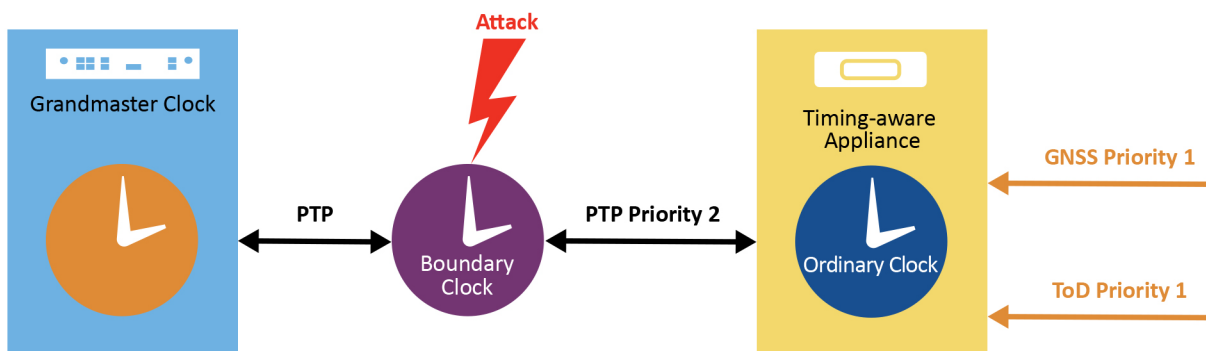 Attack
Grandmaster Clock
Timing-aware
Appliance
GNSS Priority 1
PTP
PTP Priority 2
Boundary
Clock
Ordinary Clock
ToD Priority 1